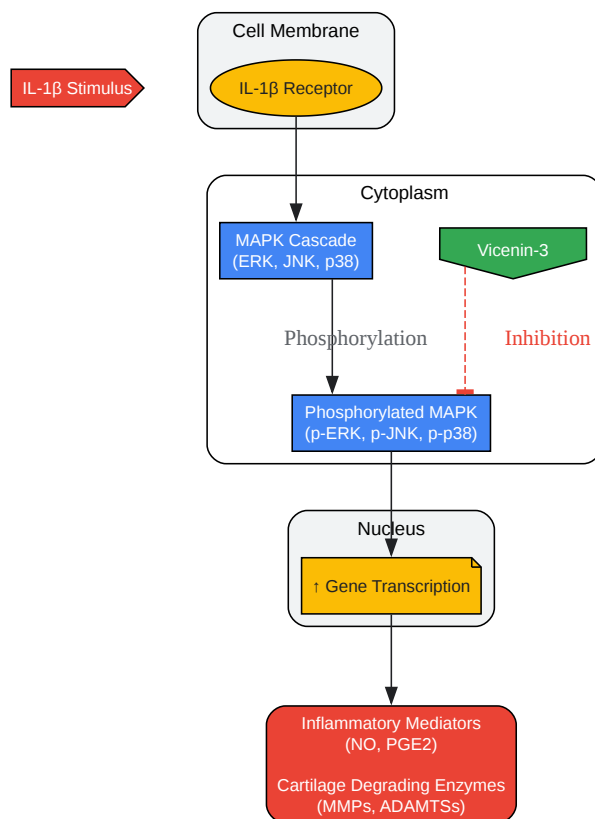 Cell Membrane
IL-1β Stimulus
IL-1β Receptor
Cytoplasm
MAPK Cascade
(ERK, JNK, p38)
Vicenin-3
Phosphorylation
Inhibition
Phosphorylated MAPK
(p-ERK, p-JNK, p-p38)
Nucleus
↑ Gene Transcription
Inflammatory Mediators
(NO, PGE2)
Cartilage Degrading Enzymes
(MMPs, ADAMTSs)